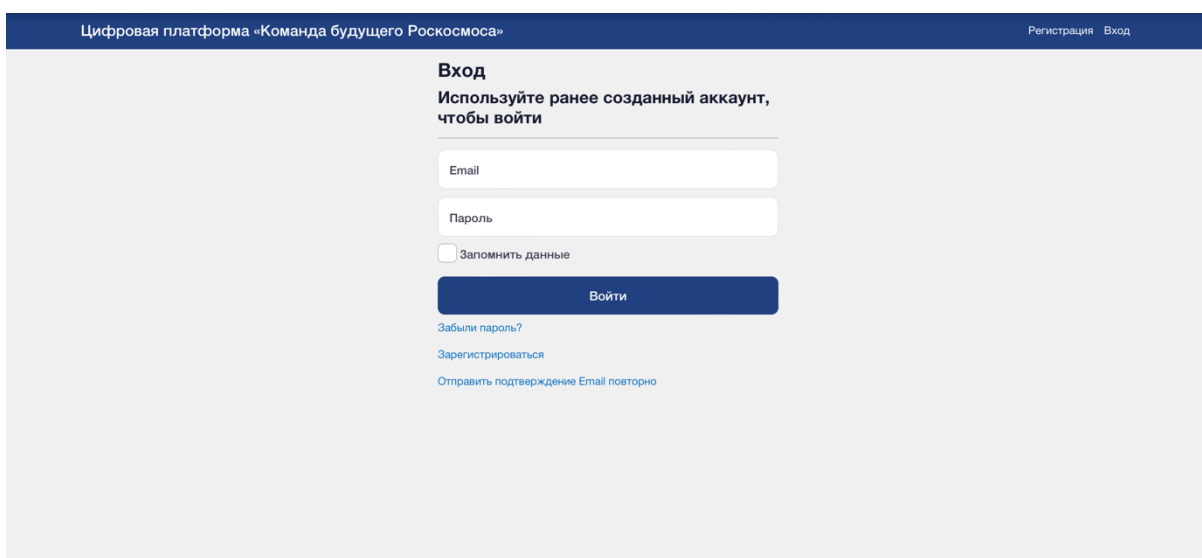 Цифровая платформа «Команда будущего Роскосмоса»
Регистрация Вход
Вход
Используйте ранее созданный аккаунт,
чтобы войти
Email
Пароль
Запомнить данные
Войти
Забыли пароль?
Зарегистрироваться
Отправить подтверждение Email повторно